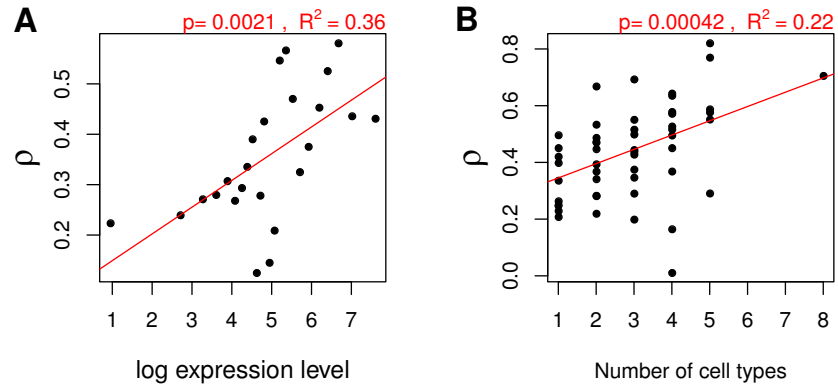 A
p= 0.0021 , R² = 0.36
ρ
0.5
0.4
0.3
0.2
1 2 3 4 5 6 7
log expression level
B
p= 0.00042 , R² = 0.22
0.8
0.6
ρ
0.4
0.2
0.0
1 2 3 4 5 6 7 8
Number of cell types